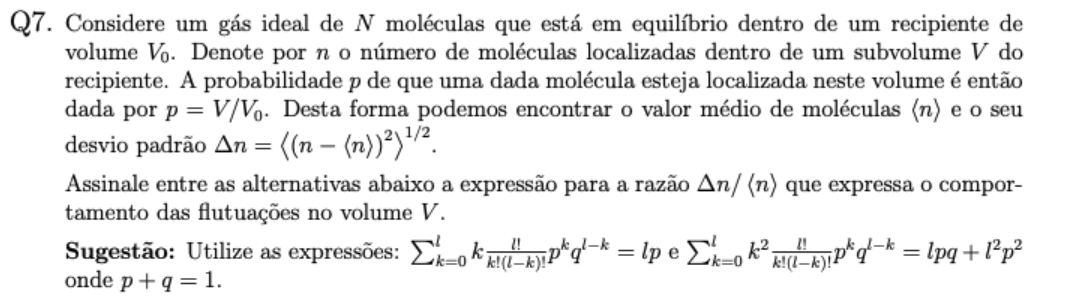 Q7. Considere um gás ideal de N moléculas que está em equilíbrio dentro de um recipiente de
volume V₀. Denote por n o número de moléculas localizadas dentro de um subvolume V do
recipiente. A probabilidade p de que uma dada molécula esteja localizada neste volume é então
dada por p = V/V₀. Desta forma podemos encontrar o valor médio de moléculas ⟨n⟩ e o seu
desvio padrão Δn = ⟨(n − ⟨n⟩)²⟩^{1/2}.
Assinale entre as alternativas abaixo a expressão para a razão Δn/ ⟨n⟩ que expressa o compor-
tamento das flutuações no volume V.
Sugestão: Utilize as expressões: ∑_{k=0}^{l} k \frac{l!}{k!(l−k)!} p^k q^{l−k} = lp e ∑_{k=0}^{l} k² \frac{l!}{k!(l−k)!} p^k q^{l−k} = lpq + l²p²
onde p + q = 1.